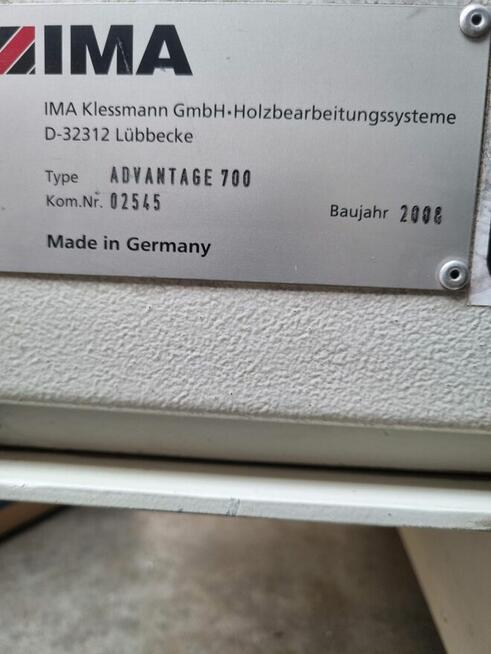 IMA
IMA Klessmann GmbH•Holzbearbeitungssysteme
D-32312 Lübbecke
Type ADVANTAGE 700
Kom.Nr. 02545
Baujahr 2008
Made in Germany